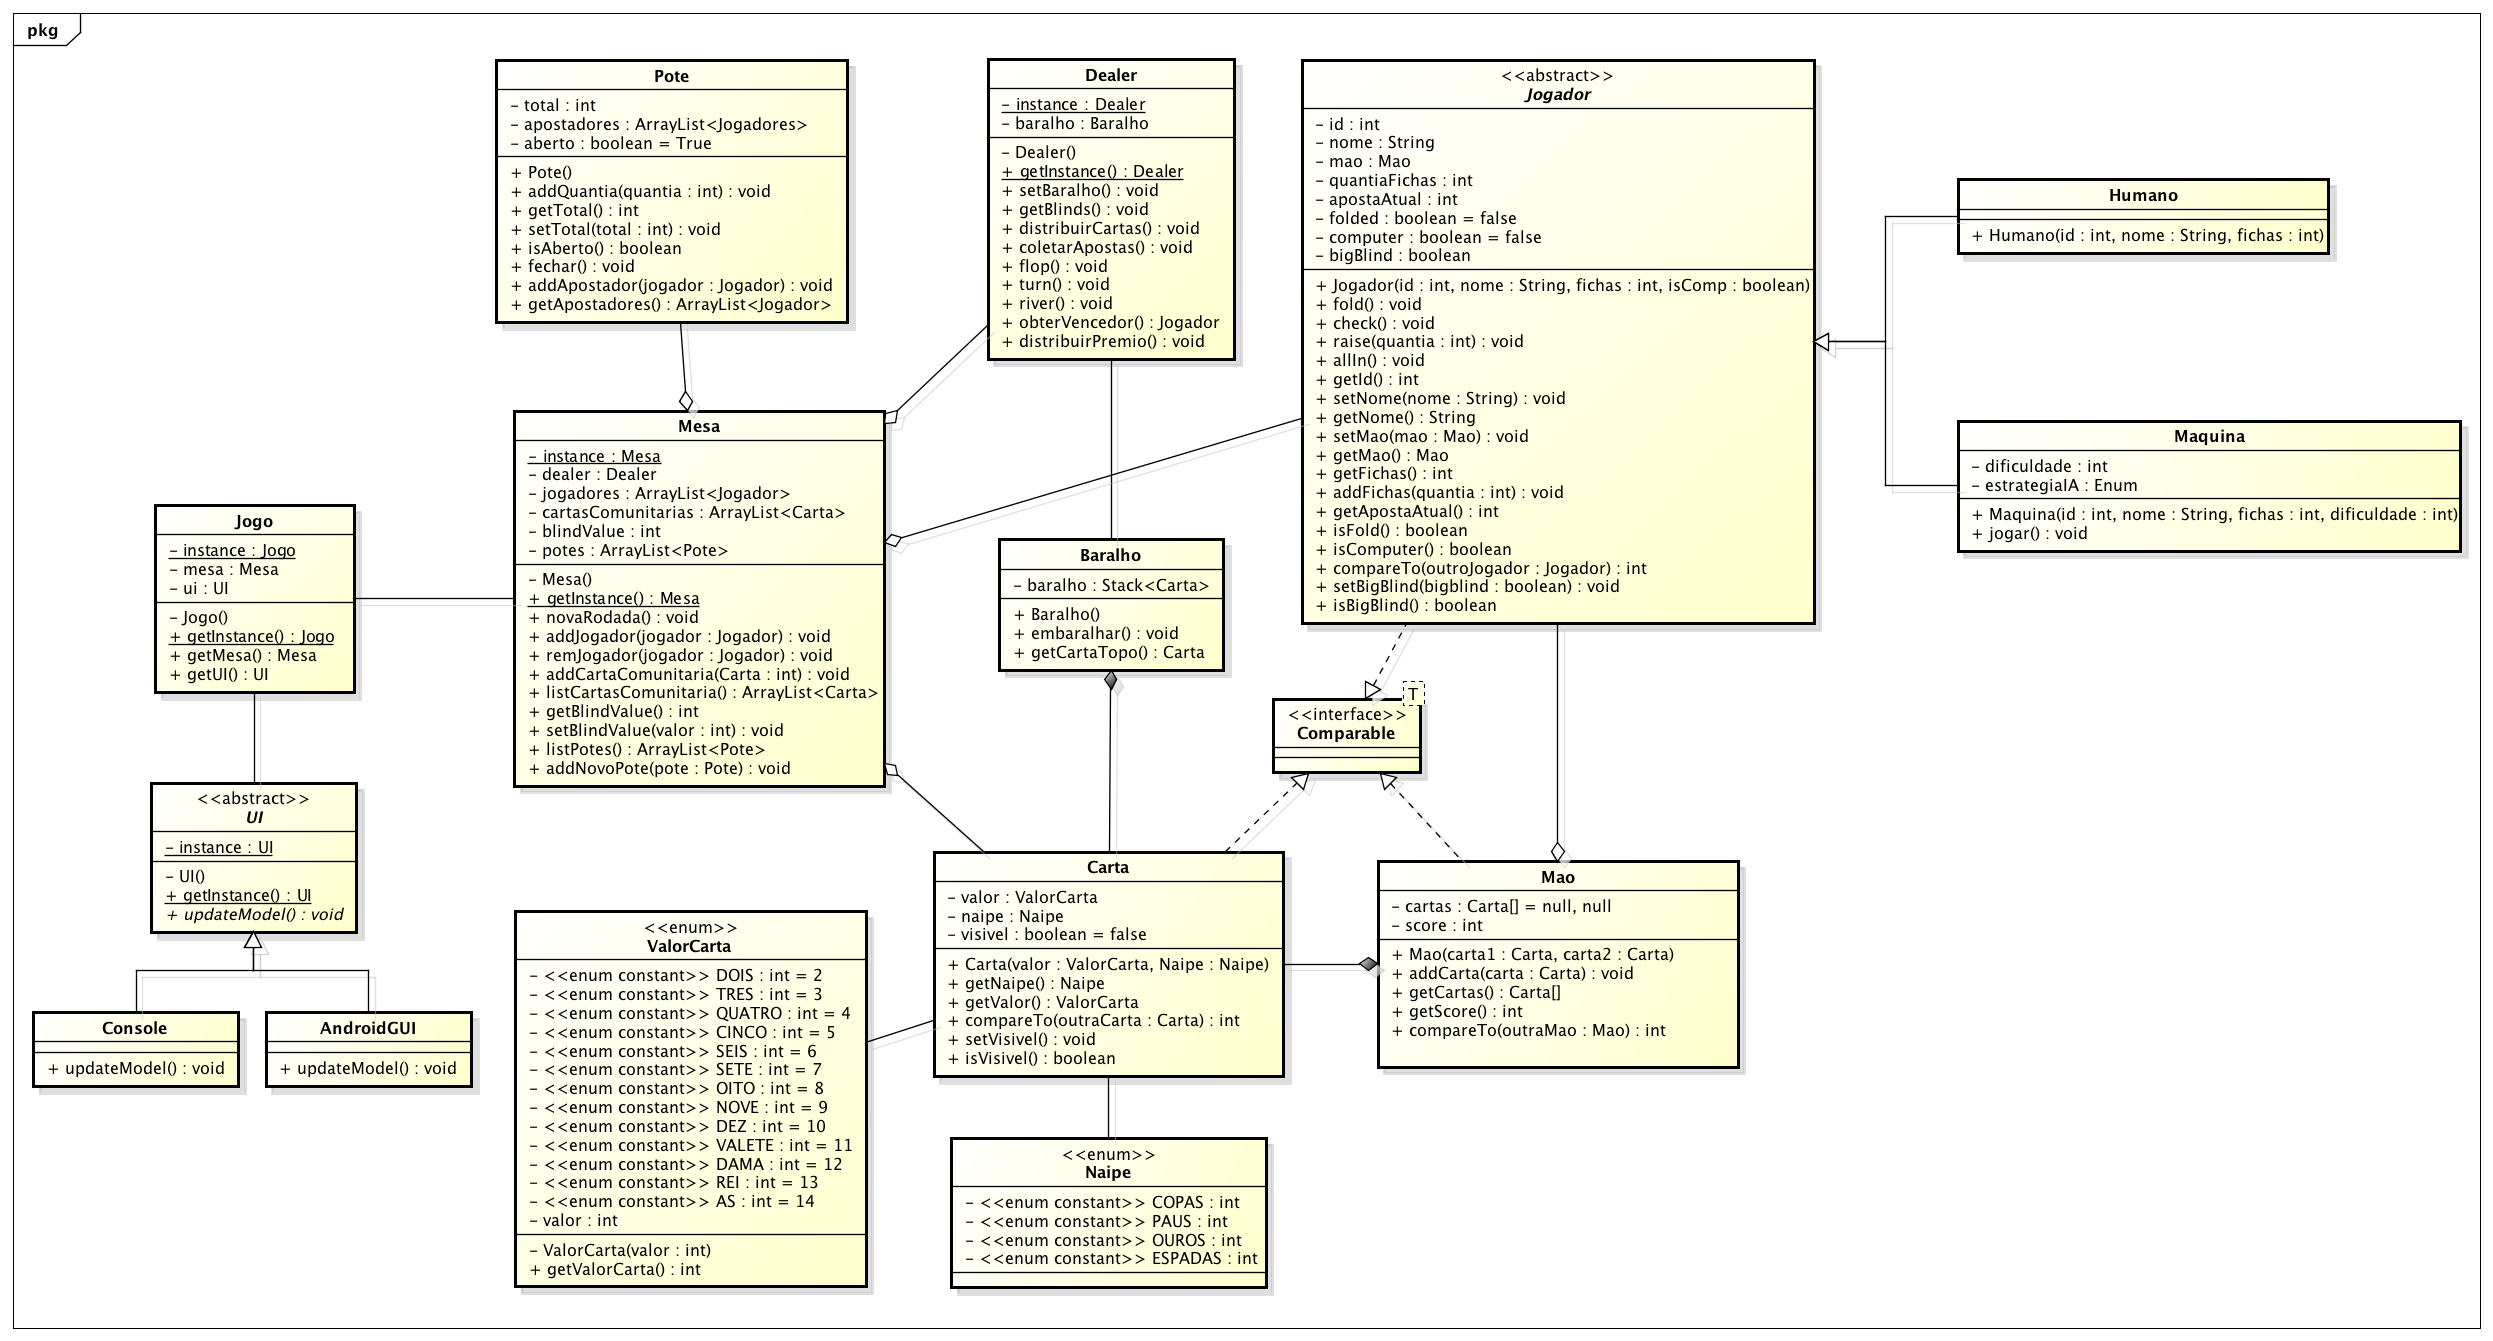 pkg
Pote
– total : int
– apostadores : ArrayList<Jogadores>
– aberto : boolean = True
+ Pote()
+ addQuantia(quantia : int) : void
+ getTotal() : int
+ setTotal(total : int) : void
+ isAberto() : boolean
+ fechar() : void
+ addApostador(jogador : Jogador) : void
+ getApostadores() : ArrayList<Jogador>
Dealer
– instance : Dealer
– baralho : Baralho
– Dealer()
+ getInstance() : Dealer
+ setBaralho() : void
+ getBlinds() : void
+ distribuirCartas() : void
+ coletarApostas() : void
+ flop() : void
+ turn() : void
+ river() : void
+ obterVencedor() : Jogador
+ distribuirPremio() : void
<<abstract>>
Jogador
– id : int
– nome : String
– mao : Mao
– quantiaFichas : int
– apostaAtual : int
– folded : boolean = false
– computer : boolean = false
– bigBlind : boolean
+ Jogador(id : int, nome : String, fichas : int, isComp : boolean)
+ fold() : void
+ check() : void
+ raise(quantia : int) : void
+ allIn() : void
+ getId() : int
+ setNome(nome : String) : void
+ getNome() : String
+ setMao(mao : Mao) : void
+ getMao() : Mao
+ getFichas() : int
+ addFichas(quantia : int) : void
+ getApostaAtual() : int
+ isFold() : boolean
+ isComputer() : boolean
+ compareTo(outroJogador : Jogador) : int
+ setBigBlind(bigblind : boolean) : void
+ isBigBlind() : boolean
Humano
+ Humano(id : int, nome : String, fichas : int)
Maquina
– dificuldade : int
– estrategiaIA : Enum
+ Maquina(id : int, nome : String, fichas : int, dificuldade : int)
+ jogar() : void
Mesa
– instance : Mesa
– dealer : Dealer
– jogadores : ArrayList<Jogador>
– cartasComunitarias : ArrayList<Carta>
– blindValue : int
– potes : ArrayList<Pote>
– Mesa()
+ getInstance() : Mesa
+ novaRodada() : void
+ addJogador(jogador : Jogador) : void
+ remJogador(jogador : Jogador) : void
+ addCartaComunitaria(Carta : int) : void
+ listCartasComunitaria() : ArrayList<Carta>
+ getBlindValue() : int
+ setBlindValue(valor : int) : void
+ listPotes() : ArrayList<Pote>
+ addNovoPote(pote : Pote) : void
Jogo
– instance : Jogo
– mesa : Mesa
– ui : UI
– Jogo()
+ getInstance() : Jogo
+ getMesa() : Mesa
+ getUI() : UI
Baralho
– baralho : Stack<Carta>
+ Baralho()
+ embaralhar() : void
+ getCartaTopo() : Carta
T
<<interface>>
Comparable
<<abstract>>
UI
– instance : UI
– UI()
+ getInstance() : UI
+ updateModel() : void
Console
+ updateModel() : void
AndroidGUI
+ updateModel() : void
<<enum>>
ValorCarta
– <<enum constant>> DOIS : int = 2
– <<enum constant>> TRES : int = 3
– <<enum constant>> QUATRO : int = 4
– <<enum constant>> CINCO : int = 5
– <<enum constant>> SEIS : int = 6
– <<enum constant>> SETE : int = 7
– <<enum constant>> OITO : int = 8
– <<enum constant>> NOVE : int = 9
– <<enum constant>> DEZ : int = 10
– <<enum constant>> VALETE : int = 11
– <<enum constant>> DAMA : int = 12
– <<enum constant>> REI : int = 13
– <<enum constant>> AS : int = 14
– valor : int
– ValorCarta(valor : int)
+ getValorCarta() : int
Carta
– valor : ValorCarta
– naipe : Naipe
– visivel : boolean = false
+ Carta(valor : ValorCarta, Naipe : Naipe)
+ getNaipe() : Naipe
+ getValor() : ValorCarta
+ compareTo(outraCarta : Carta) : int
+ setVisivel() : void
+ isVisivel() : boolean
Mao
– cartas : Carta[] = null, null
– score : int
+ Mao(carta1 : Carta, carta2 : Carta)
+ addCarta(carta : Carta) : void
+ getCartas() : Carta[]
+ getScore() : int
+ compareTo(outraMao : Mao) : int
<<enum>>
Naipe
– <<enum constant>> COPAS : int
– <<enum constant>> PAUS : int
– <<enum constant>> OUROS : int
– <<enum constant>> ESPADAS : int